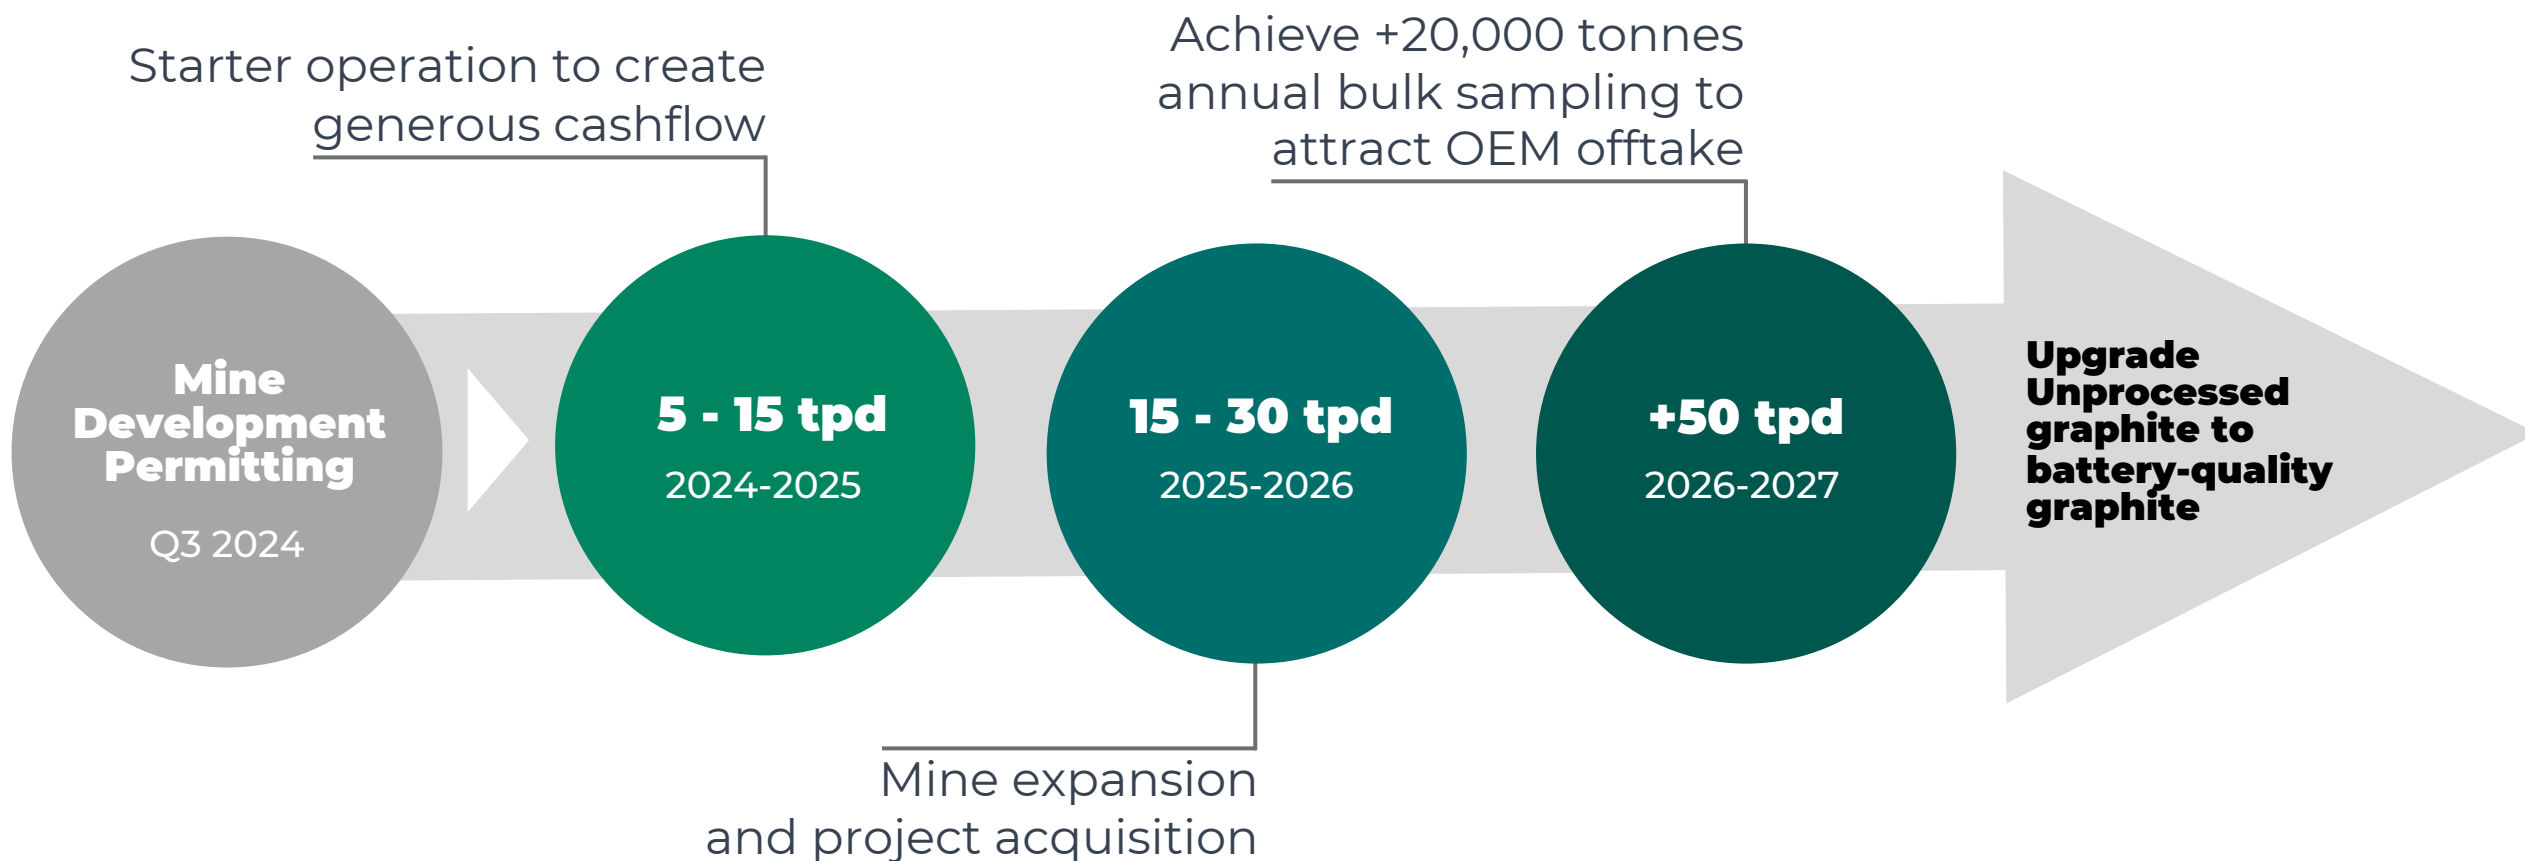 Starter operation to create
generous cashflow
Achieve +20,000 tonnes
annual bulk sampling to
attract OEM offtake
Mine
Development
Permitting
Q3 2024
5 - 15 tpd
2024-2025
15 - 30 tpd
2025-2026
+50 tpd
2026-2027
Upgrade
Unprocessed
graphite to
battery-quality
graphite
Mine expansion
and project acquisition